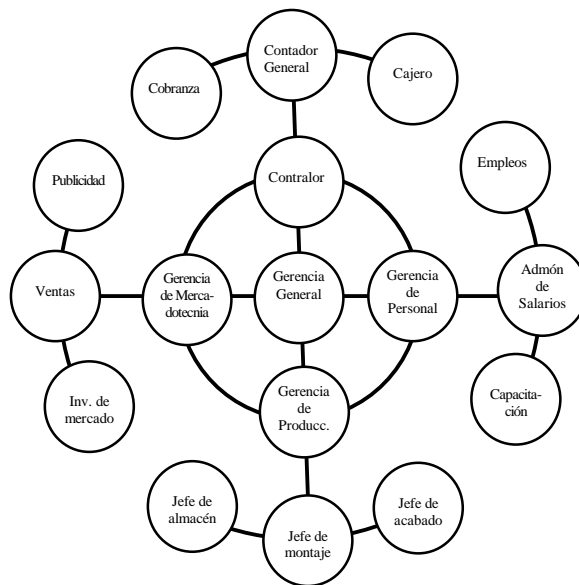 Contador
General
Cajero
Cobranza
Contralor
Empleos
Publicidad
Ventas
Gerencia
de Merca-
dotecnia
Gerencia
General
Gerencia
de
Personal
Admón
de
Salarios
Inv. de
mercado
Gerencia
de
Producc.
Capacita-
ción
Jefe de
almacén
Jefe de
montaje
Jefe de
acabado